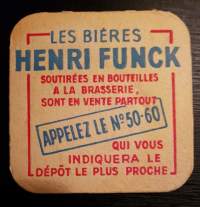 LES BIÈRES
HENRI FUNCK
SOUTIRÉES EN BOUTEILLES
A LA BRASSERIE,
SONT EN VENTE PARTOUT
APPELEZ LE Nº 50-60
QUI VOUS
INDIQUERA LE
DÉPÔT LE PLUS PROCHE